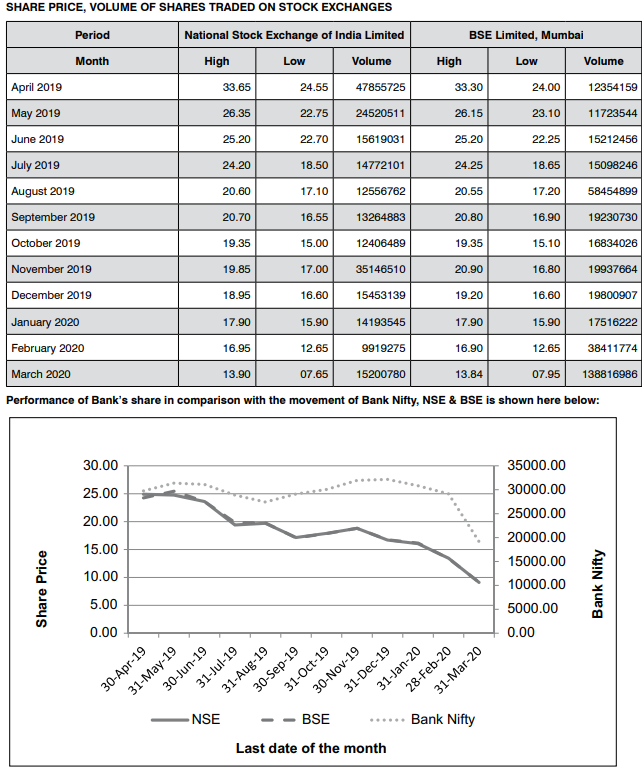 SHARE PRICE, VOLUME OF SHARES TRADED ON STOCK EXCHANGES
Period National Stock Exchange of India Limited BSE Limited, Mumbai
Month High Low Volume High Low Volume
April 2019 33.65 24.55 47855725 33.30 24.00 12354159
May 2019 26.35 22.75 24520511 26.15 23.10 11723544
June 2019 25.20 22.70 15619031 25.20 22.25 15212456
July 2019 24.20 18.50 14772101 24.25 18.65 15098246
August 2019 20.60 17.10 12556762 20.55 17.20 58454899
September 2019 20.70 16.55 13264883 20.80 16.90 19230730
October 2019 19.35 15.00 12406489 19.35 15.10 16834026
November 2019 19.85 17.00 35146510 20.90 16.80 19937664
December 2019 18.95 16.60 15453139 19.20 16.60 19800907
January 2020 17.90 15.90 14193545 17.90 15.90 17516222
February 2020 16.95 12.65 9919275 16.90 12.65 38411774
March 2020 13.90 07.65 15200780 13.84 07.95 138816986
Performance of Bank's share in comparison with the movement of Bank Nifty, NSE & BSE is shown here below:
Share Price
30.00
25.00
20.00
15.00
10.00
5.00
0.00
35000.00
30000.00
25000.00
20000.00
15000.00
10000.00
5000.00
0.00
Bank Nifty
30-Apr-19
31-May-19
30-Jun-19
31-Jul-19
31-Aug-19
30-Sep-19
31-Oct-19
30-Nov-19
31-Dec-19
31-Jan-20
28-Feb-20
31-Mar-20
NSE BSE Bank Nifty
Last date of the month